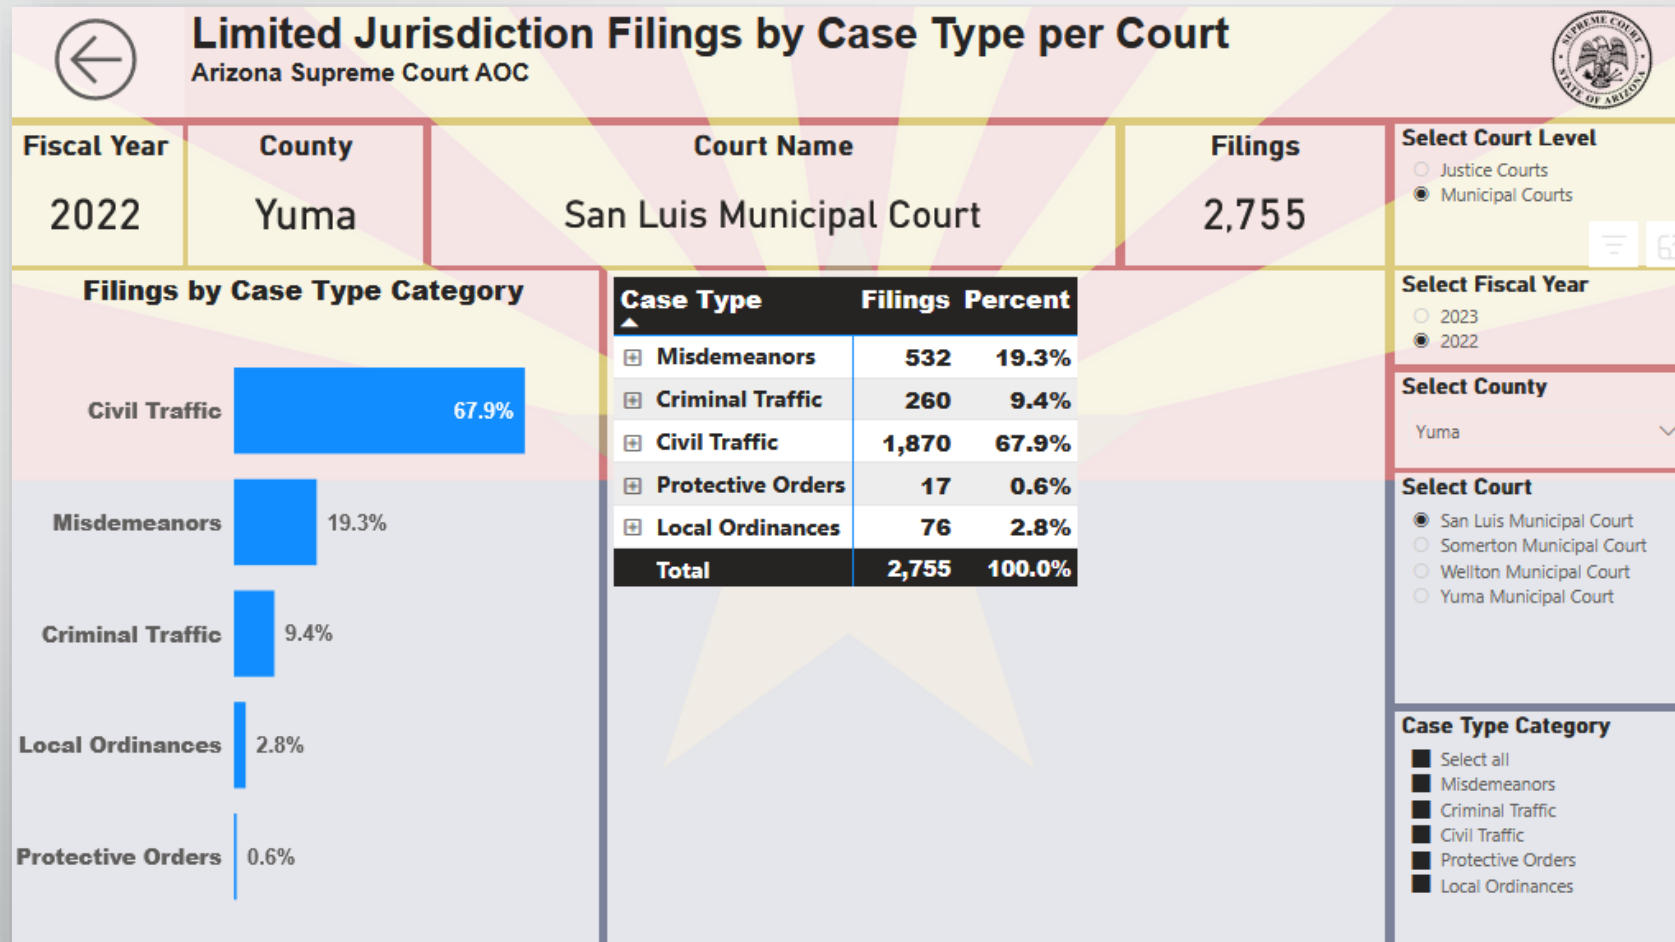 Limited Jurisdiction Filings by Case Type per Court
Arizona Supreme Court AOC
SUPREME COURT
STATE OF ARIZONA
Fiscal Year
2022
County
Yuma
Court Name
San Luis Municipal Court
Filings
2,755
Select Court Level
Justice Courts
Municipal Courts
Filings by Case Type Category
Civil Traffic 67.9%
Misdemeanors 19.3%
Criminal Traffic 9.4%
Local Ordinances 2.8%
Protective Orders 0.6%
Case Type Filings Percent
Misdemeanors 532 19.3%
Criminal Traffic 260 9.4%
Civil Traffic 1,870 67.9%
Protective Orders 17 0.6%
Local Ordinances 76 2.8%
Total 2,755 100.0%
Select Fiscal Year
2023
2022
Select County
Yuma
Select Court
San Luis Municipal Court
Somerton Municipal Court
Wellton Municipal Court
Yuma Municipal Court
Case Type Category
Select all
Misdemeanors
Criminal Traffic
Civil Traffic
Protective Orders
Local Ordinances